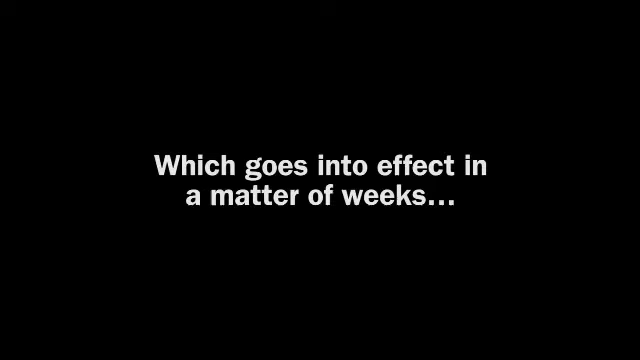 Which goes into effect in
a matter of weeks...